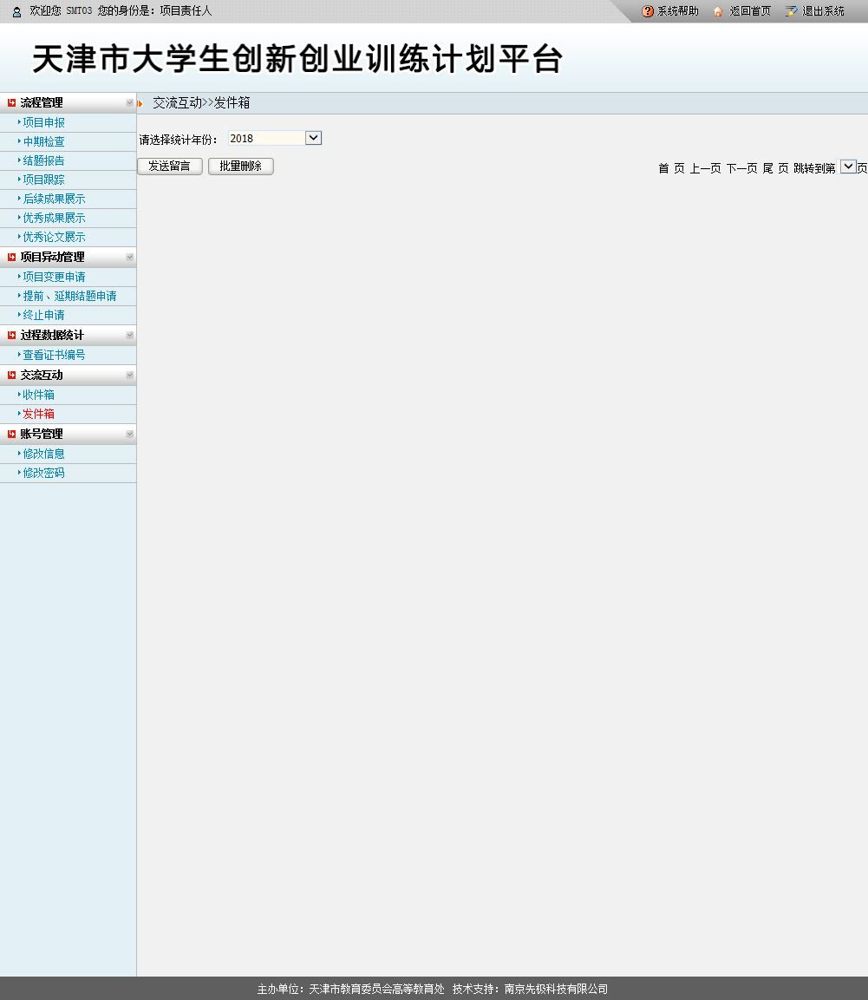 欢迎您 SMT03 您的身份是：项目责任人
系统帮助 返回首页 退出系统
天津市大学生创新创业训练计划平台
流程管理
项目申报
中期检查
结题报告
项目跟踪
后续成果展示
优秀成果展示
优秀论文展示
项目异动管理
项目变更申请
提前、延期结题申请
终止申请
过程数据统计
查看证书编号
交流互动
收件箱
发件箱
账号管理
修改信息
修改密码
交流互动>>发件箱
请选择统计年份： 2018
发送留言 批量删除
首 页 上一页 下一页 尾 页 跳转到第 页
主办单位：天津市教育委员会高等教育处 技术支持：南京先极科技有限公司